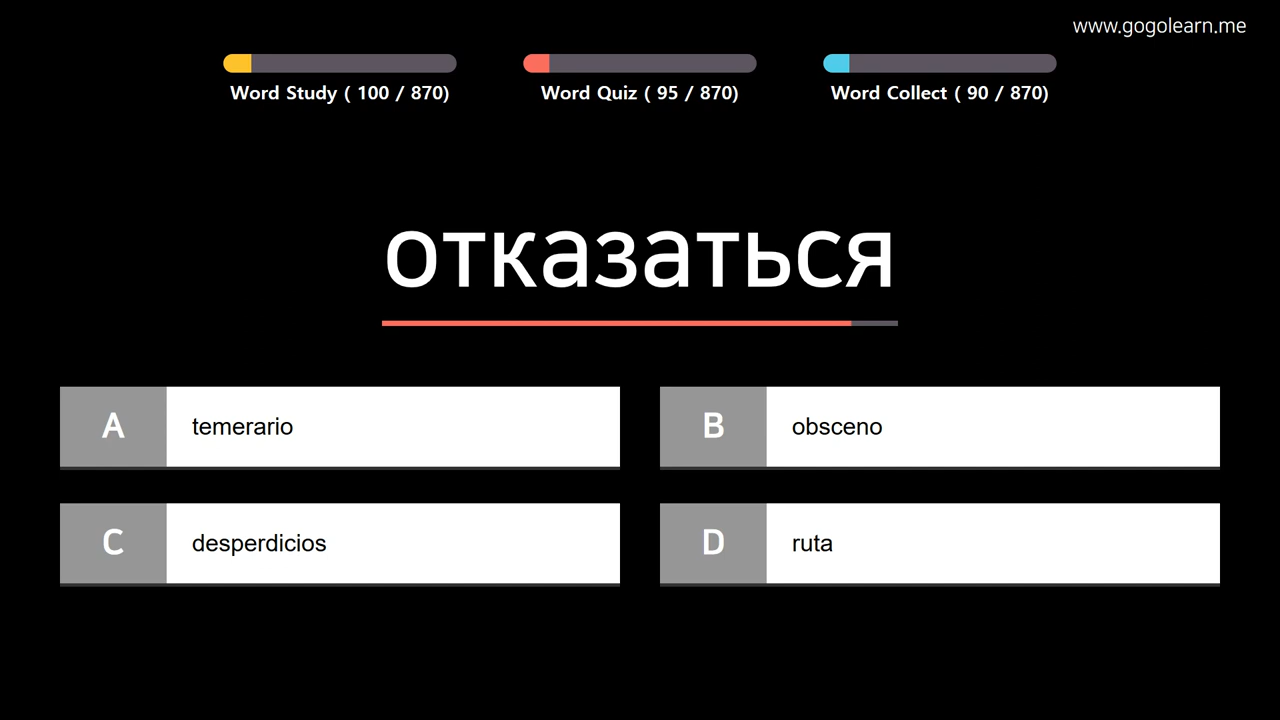 www.gogolearn.me
Word Study ( 100 / 870)
Word Quiz ( 95 / 870)
Word Collect ( 90 / 870)
отказаться
A temerario
B obsceno
C desperdicios
D ruta